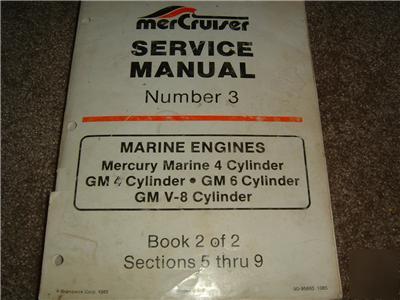 merCruiser
SERVICE
MANUAL
Number 3
MARINE ENGINES
Mercury Marine 4 Cylinder
GM 4 Cylinder • GM 6 Cylinder
GM V-8 Cylinder
Book 2 of 2
Sections 5 thru 9